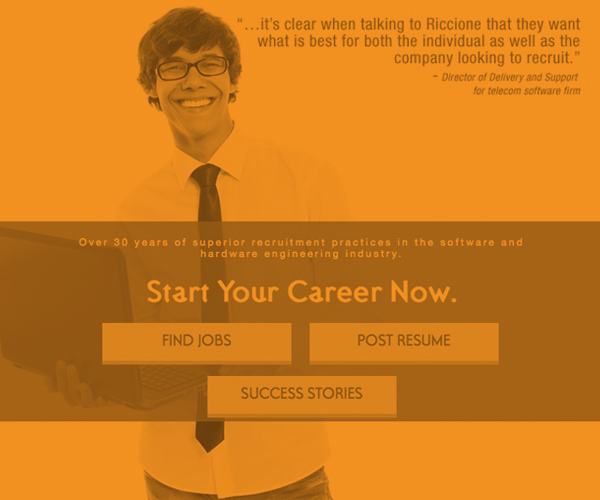 “...it’s clear when talking to Riccione that they want
what is best for both the individual as well as the
company looking to recruit.”
– Director of Delivery and Support
for telecom software firm
Over 30 years of superior recruitment practices in the software and
hardware engineering industry.
Start Your Career Now.
FIND JOBS
POST RESUME
SUCCESS STORIES